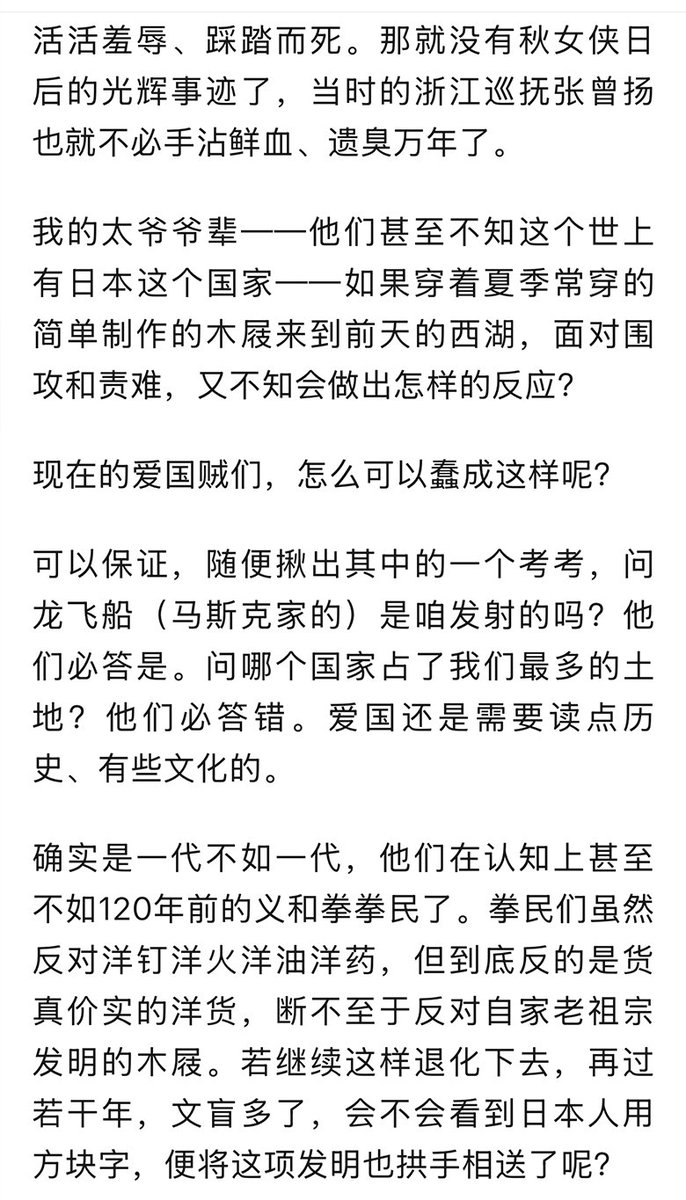 活活羞辱、踩踏而死。那就没有秋女侠日
后的光辉事迹了，当时的浙江巡抚张曾扬
也就不必手沾鲜血、遗臭万年了。
我的太爷爷辈——他们甚至不知这个世上
有日本这个国家——如果穿着夏季常穿的
简单制作的木屐来到前天的西湖，面对围
攻和责难，又不知会做出怎样的反应？
现在的爱国贼们，怎么可以蠢成这样呢？
可以保证，随便揪出其中的一个考考，问
龙飞船（马斯克家的）是咱发射的吗？他
们必答是。问哪个国家占了我们最多的土
地？他们必答错。爱国还是需要读点历
史、有些文化的。
确实是一代不如一代，他们在认知上甚至
不如120年前的义和拳拳民了。拳民们虽然
反对洋钉洋火洋油洋药，但到底反的是货
真价实的洋货，断不至于反对自家老祖宗
发明的木屐。若继续这样退化下去，再过
若干年，文盲多了，会不会看到日本人用
方块字，便将这项发明也拱手相送了呢？